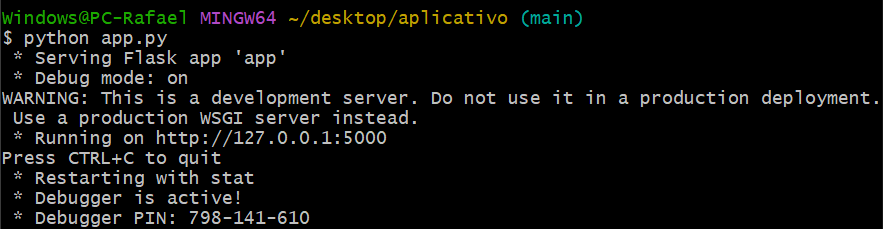 Windows@PC-Rafael MINGW64 ~/desktop/aplicativo (main)
$ python app.py
 * Serving Flask app 'app'
 * Debug mode: on
WARNING: This is a development server. Do not use it in a production deployment.
 Use a production WSGI server instead.
 * Running on http://127.0.0.1:5000
Press CTRL+C to quit
 * Restarting with stat
 * Debugger is active!
 * Debugger PIN: 798-141-610